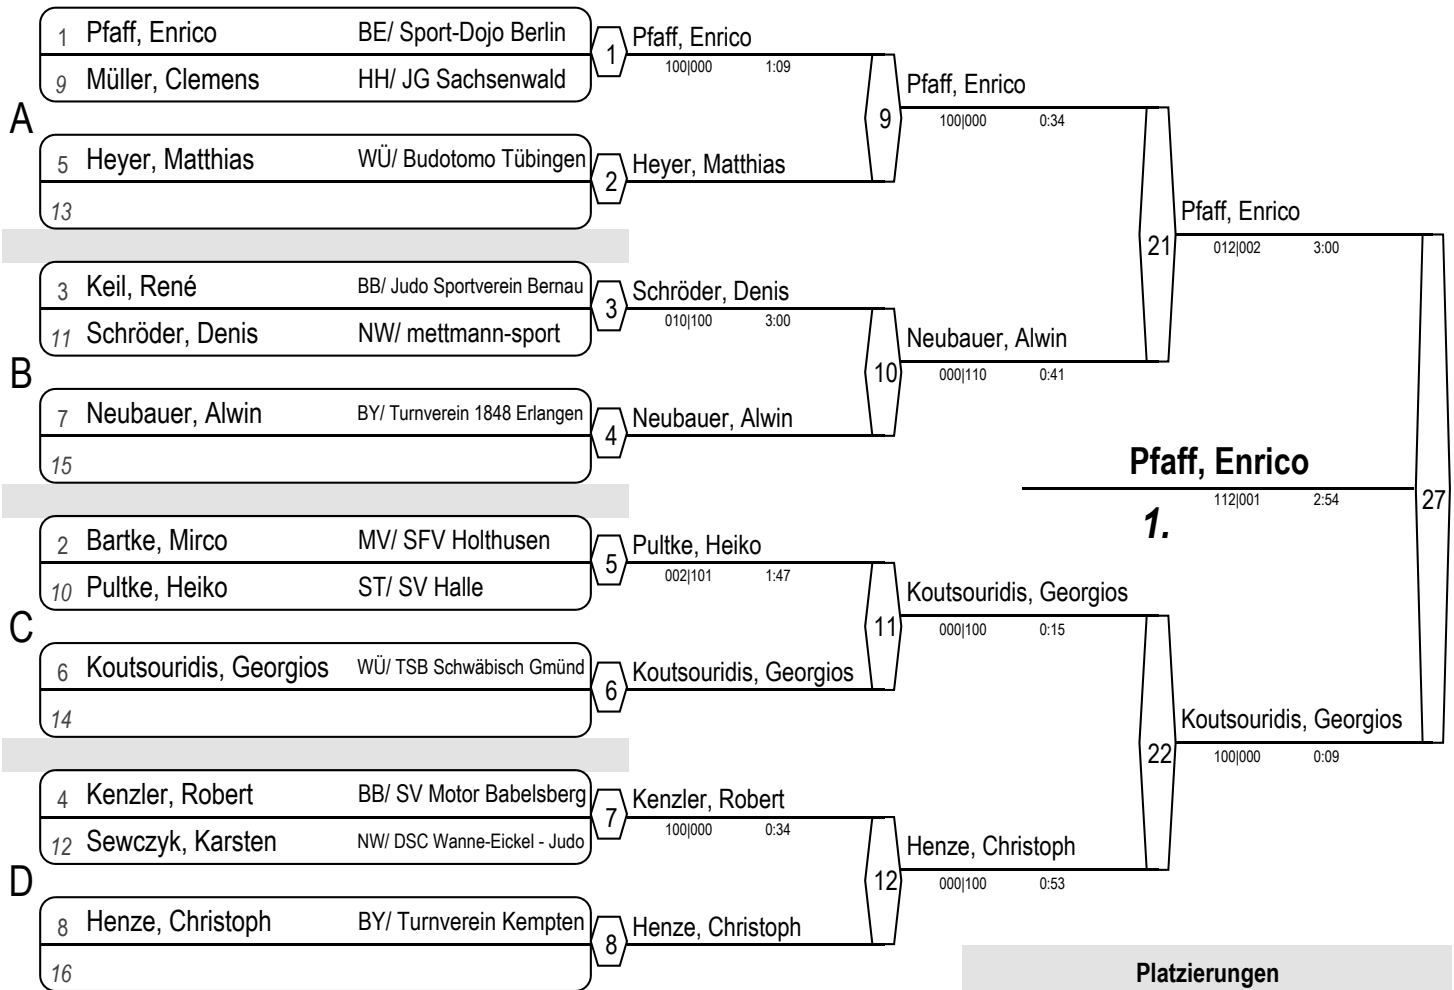 1 Pfaff, Enrico BE/ Sport-Dojo Berlin
9 Müller, Clemens HH/ JG Sachsenwald
1 Pfaff, Enrico
100|000 1:09
A
5 Heyer, Matthias WÜ/ Budotomo Tübingen
13
2 Heyer, Matthias
9 Pfaff, Enrico
100|000 0:34
3 Keil, René BB/ Judo Sportverein Bernau
11 Schröder, Denis NW/ mettmann-sport
3 Schröder, Denis
010|100 3:00
B
7 Neubauer, Alwin BY/ Turnverein 1848 Erlangen
15
4 Neubauer, Alwin
10 Neubauer, Alwin
000|110 0:41
21 Pfaff, Enrico
012|002 3:00
2 Bartke, Mirco MV/ SFV Holthusen
10 Pultke, Heiko ST/ SV Halle
5 Pultke, Heiko
002|101 1:47
C
6 Koutsouridis, Georgios WÜ/ TSB Schwäbisch Gmünd
14
6 Koutsouridis, Georgios
11 Koutsouridis, Georgios
000|100 0:15
4 Kenzler, Robert BB/ SV Motor Babelsberg
12 Sewczyk, Karsten NW/ DSC Wanne-Eickel - Judo
7 Kenzler, Robert
100|000 0:34
D
8 Henze, Christoph BY/ Turnverein Kempten
16
8 Henze, Christoph
12 Henze, Christoph
000|100 0:53
22 Koutsouridis, Georgios
100|000 0:09
27 Pfaff, Enrico
112|001 2:54
1.
Platzierungen